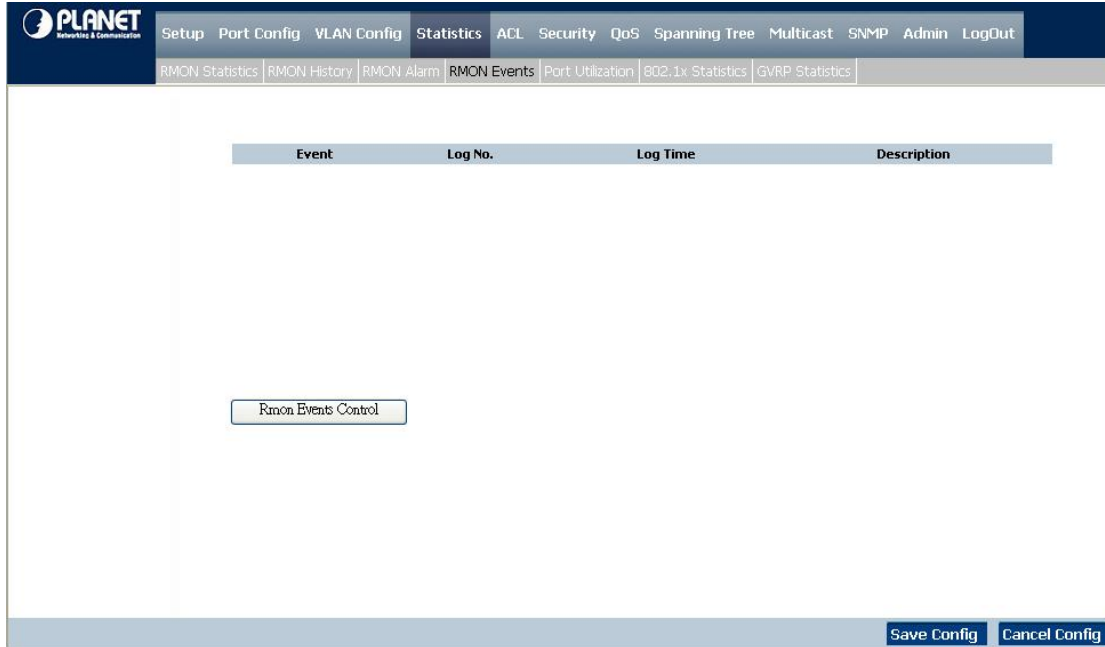 PLANET
Networking & Communication
Setup Port Config VLAN Config Statistics ACL Security QoS Spanning Tree Multicast SNMP Admin LogOut
RMON Statistics RMON History RMON Alarm RMON Events Port Utilization 802.1x Statistics GVRP Statistics
Event Log No. Log Time Description
Rmon Events Control
Save Config Cancel Config